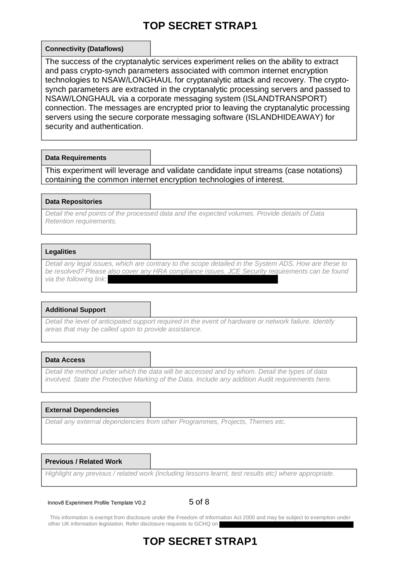 TOP SECRET STRAP1
Connectivity (Dataflows)
The success of the cryptanalytic services experiment relies on the ability to extract
and pass crypto-synch parameters associated with common internet encryption
technologies to NSAW/LONGHAUL for cryptanalytic attack and recovery. The crypto-
synch parameters are extracted in the cryptanalytic processing servers and passed to
NSAW/LONGHAUL via a corporate messaging system (ISLANDTRANSPORT)
connection. The messages are encrypted prior to leaving the cryptanalytic processing
servers using the secure corporate messaging software (ISLANDHIDEAWAY) for
security and authentication.
Data Requirements
This experiment will leverage and validate candidate input streams (case notations)
containing the common internet encryption technologies of interest.
Data Repositories
Detail the end points of the processed data and the expected volumes. Provide details of Data
Retention requirements.
Legalities
Detail any legal issues, which are contrary to the scope detailed in the System ADS. How are these to
be resolved? Please also cover any HRA compliance issues. JCE Security requirements can be found
via the following link:
Additional Support
Detail the level of anticipated support required in the event of hardware or network failure. Identify
areas that may be called upon to provide assistance.
Data Access
Detail the method under which the data will be accessed and by whom. Detail the types of data
involved. State the Protective Marking of the Data. Include any addition Audit requirements here.
External Dependencies
Detail any external dependencies from other Programmes, Projects, Themes etc.
Previous / Related Work
Highlight any previous / related work (including lessons learnt, test results etc) where appropriate.
Innov8 Experiment Profile Template V0.2 5 of 8
This information is exempt from disclosure under the Freedom of Information Act 2000 and may be subject to exemption under
other UK information legislation. Refer disclosure requests to GCHQ on
TOP SECRET STRAP1